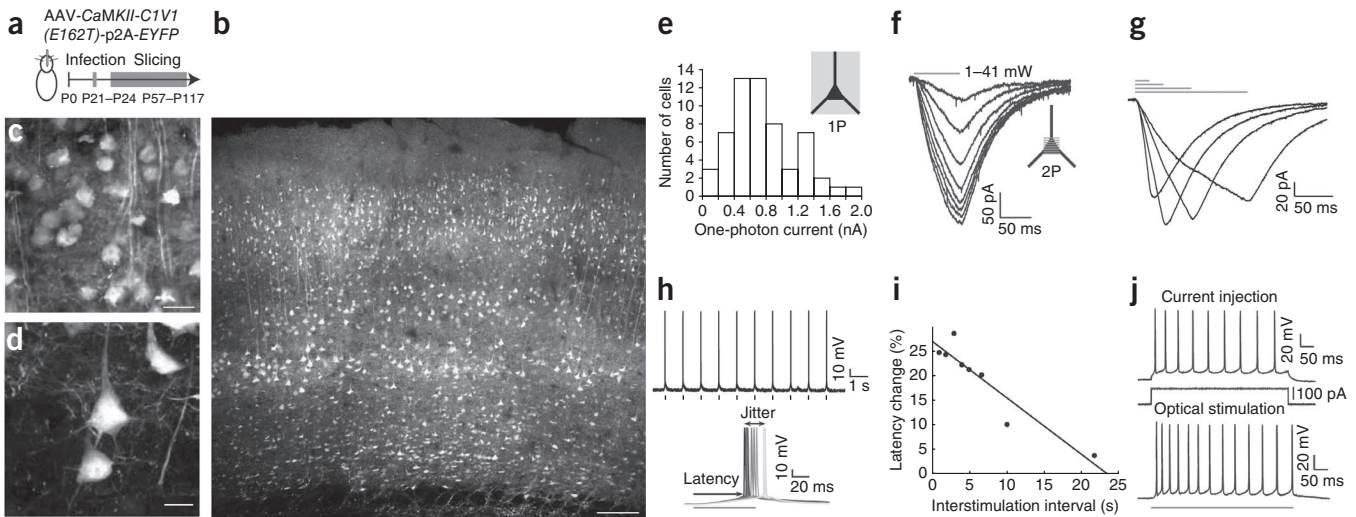 a
AAV-CaMKII-C1V1
(E162T)-p2A-EYFP
Infection Slicing
P0 P21–P24 P57–P117
b
c
d
e
14
12
10
8
6
4
2
0
Number of cells
0 0.4 0.8 1.2 1.6 2.0
One-photon current (nA)
1P
f
1–41 mW
2P
50 pA
50 ms
g
20 pA
50 ms
h
10 mV
1 s
Jitter
Latency
10 mV
20 ms
i
25
20
15
10
5
0
Latency change (%)
0 5 10 15 20 25
Interstimulation interval (s)
j
Current injection
20 mV
50 ms
100 pA
Optical stimulation
20 mV
50 ms